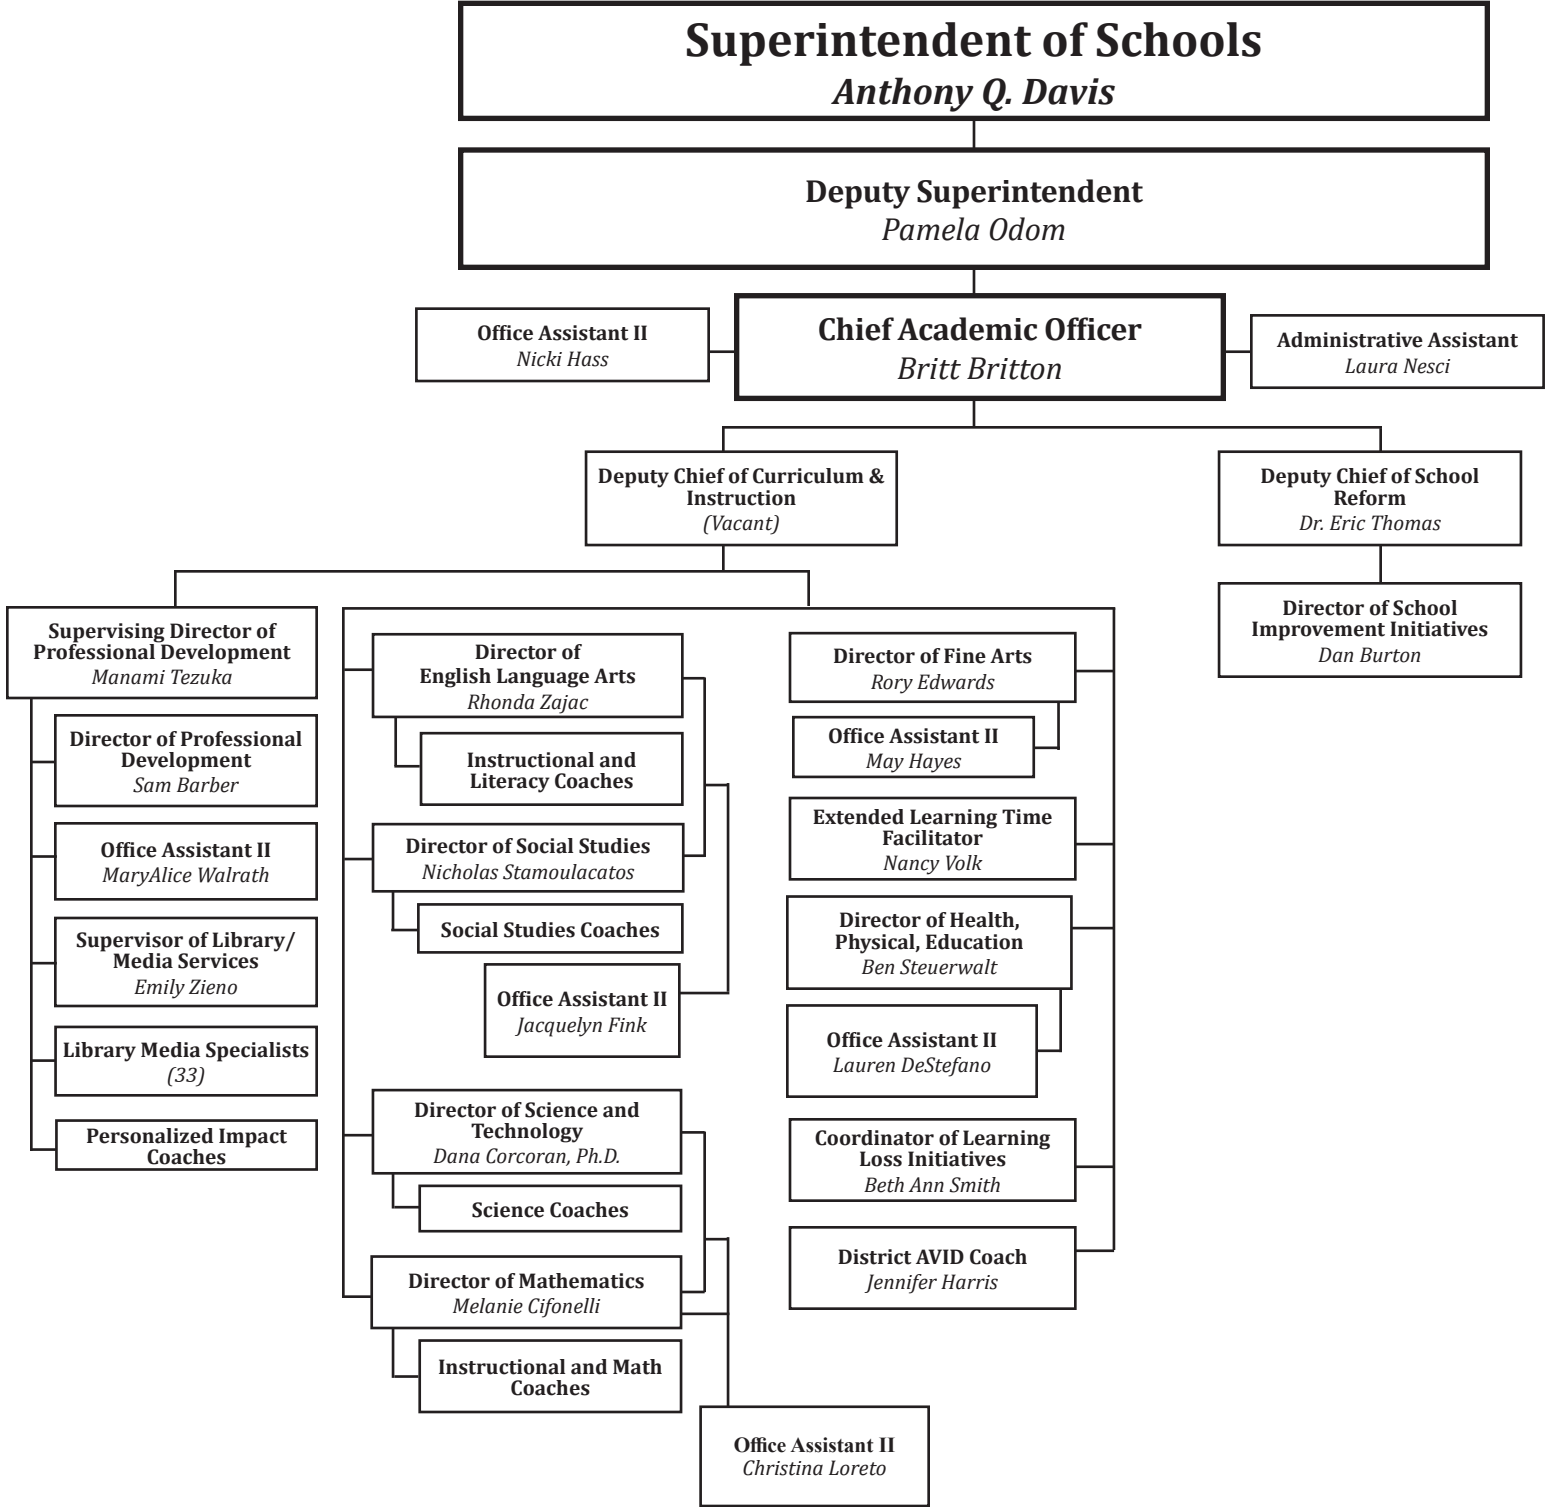 Superintendent of Schools
Anthony Q. Davis
Deputy Superintendent
Pamela Odom
Office Assistant II
Nicki Hass
Chief Academic Officer
Britt Britton
Administrative Assistant
Laura Nesci
Deputy Chief of Curriculum &
Instruction
(Vacant)
Deputy Chief of School
Reform
Dr. Eric Thomas
Director of School
Improvement Initiatives
Dan Burton
Supervising Director of
Professional Development
Manami Tezuka
Director of Professional
Development
Sam Barber
Office Assistant II
MaryAlice Walrath
Supervisor of Library/
Media Services
Emily Zieno
Library Media Specialists
(33)
Personalized Impact
Coaches
Director of
English Language Arts
Rhonda Zajac
Instructional and
Literacy Coaches
Director of Social Studies
Nicholas Stamoulacatos
Social Studies Coaches
Office Assistant II
Jacquelyn Fink
Director of Science and
Technology
Dana Corcoran, Ph.D.
Science Coaches
Director of Mathematics
Melanie Cifonelli
Instructional and Math
Coaches
Office Assistant II
Christina Loreto
Director of Fine Arts
Rory Edwards
Office Assistant II
May Hayes
Extended Learning Time
Facilitator
Nancy Volk
Director of Health,
Physical, Education
Ben Steuerwalt
Office Assistant II
Lauren DeStefano
Coordinator of Learning
Loss Initiatives
Beth Ann Smith
District AVID Coach
Jennifer Harris